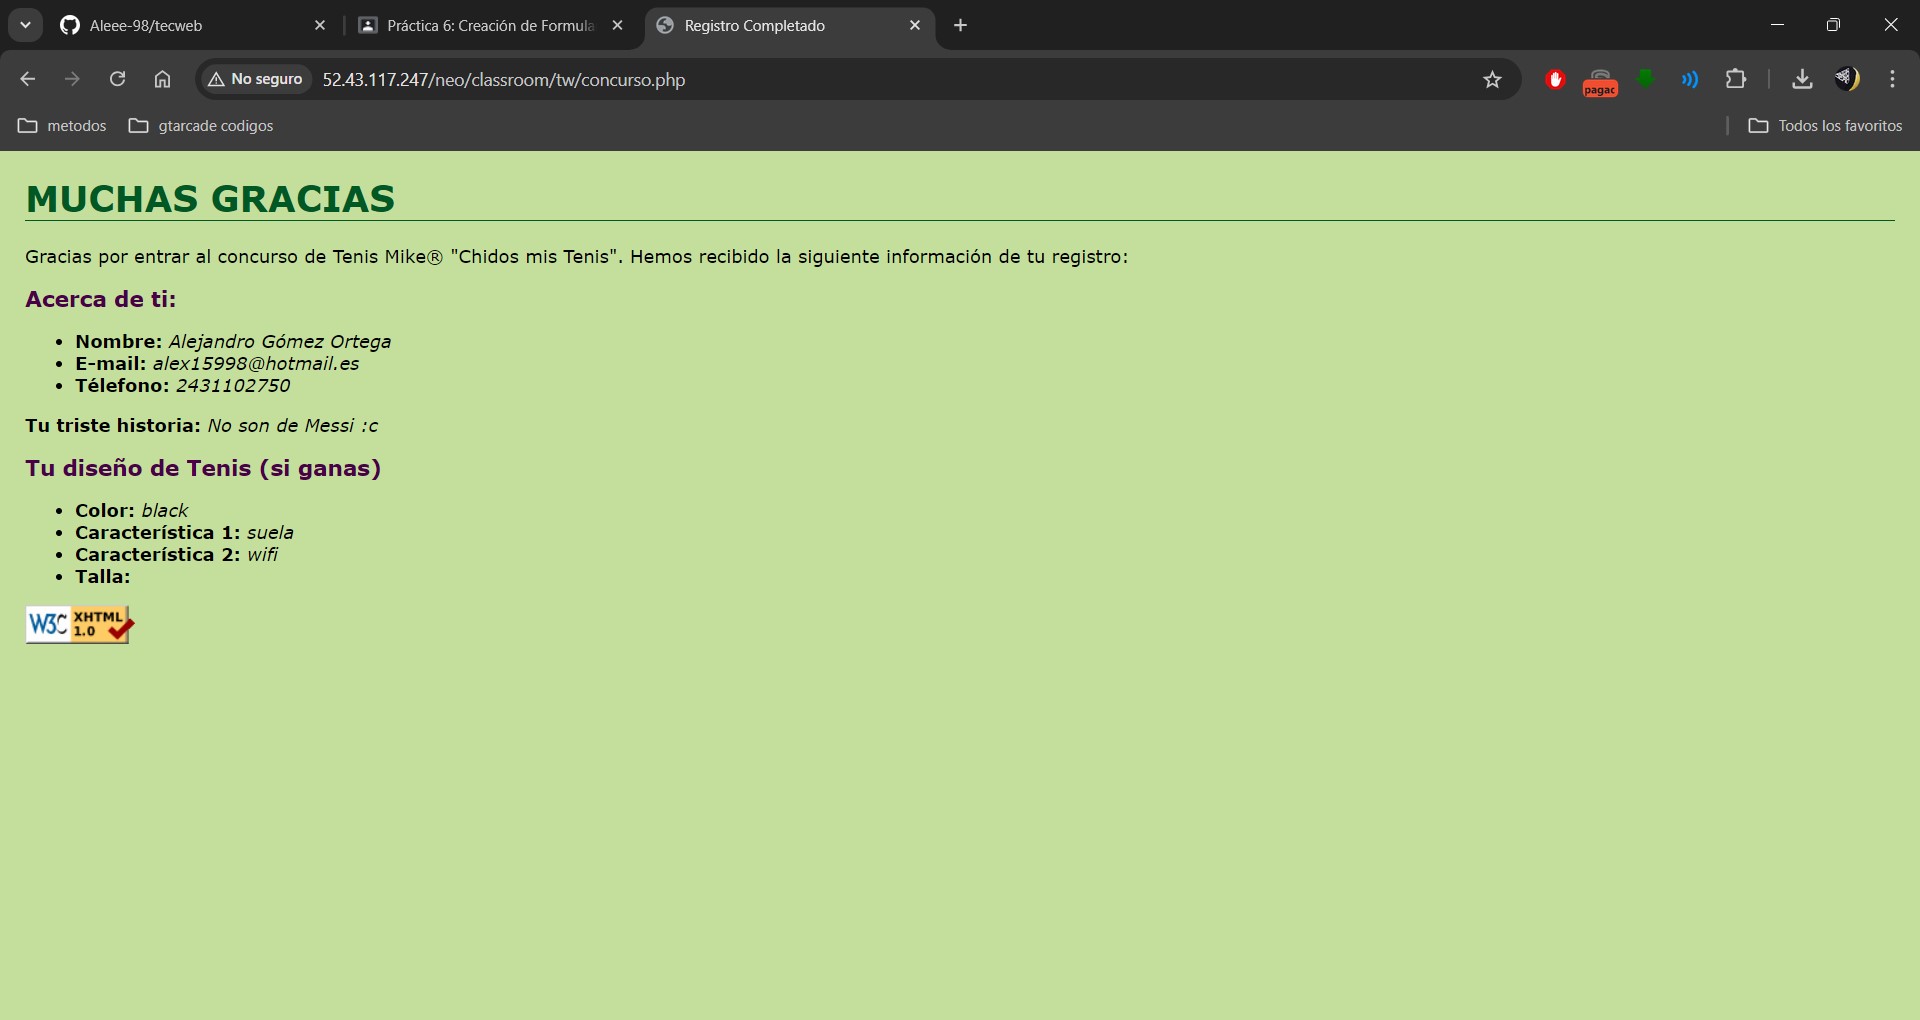 Aleee-98/tecweb
Práctica 6: Creación de Formula
Registro Completado
No seguro
52.43.117.247/neo/classroom/tw/concurso.php
pagac
metodos
gtarcade codigos
Todos los favoritos
MUCHAS GRACIAS
Gracias por entrar al concurso de Tenis Mike® "Chidos mis Tenis". Hemos recibido la siguiente información de tu registro:
Acerca de ti:
Nombre: Alejandro Gómez Ortega
E-mail: alex15998@hotmail.es
Télefono: 2431102750
Tu triste historia: No son de Messi :c
Tu diseño de Tenis (si ganas)
Color: black
Característica 1: suela
Característica 2: wifi
Talla:
W3C XHTML
1.0